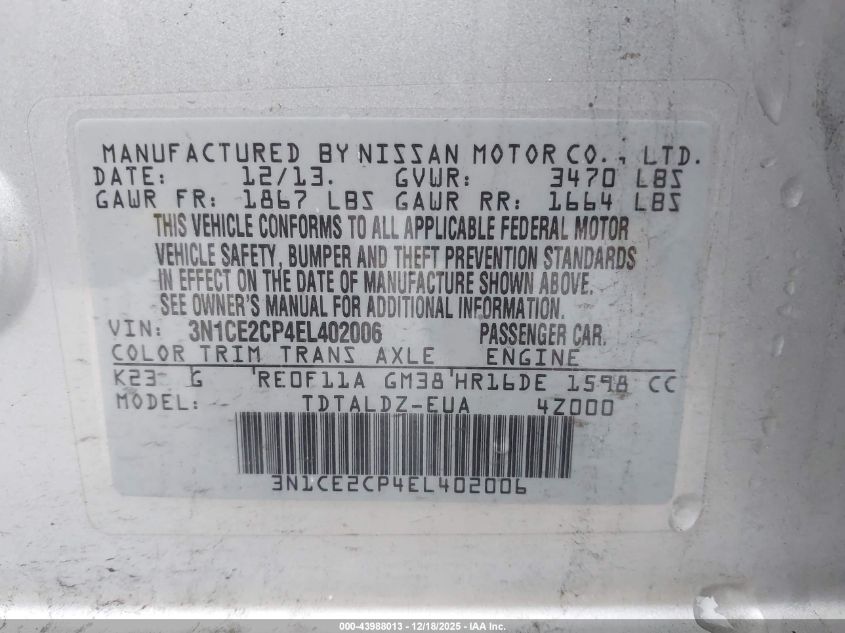 MANUFACTURED BY NISSAN MOTOR CO., LTD.
DATE: 12/13. GVWR: 3470 LBS
GAWR FR: 1867 LBS GAWR RR: 1664 LBS
THIS VEHICLE CONFORMS TO ALL APPLICABLE FEDERAL MOTOR
VEHICLE SAFETY, BUMPER AND THEFT PREVENTION STANDARDS
IN EFFECT ON THE DATE OF MANUFACTURE SHOWN ABOVE.
SEE OWNER'S MANUAL FOR ADDITIONAL INFORMATION.
VIN: 3N1CE2CP4EL402006 PASSENGER CAR.
COLOR TRIM TRANS AXLE ENGINE
K23 G RE0F11A GM38 HR16DE 1598 CC
MODEL: TDTALDZ-EUA 4Z000
3N1CE2CP4EL402006
000-43988013 - 12/18/2025 - IAA Inc.